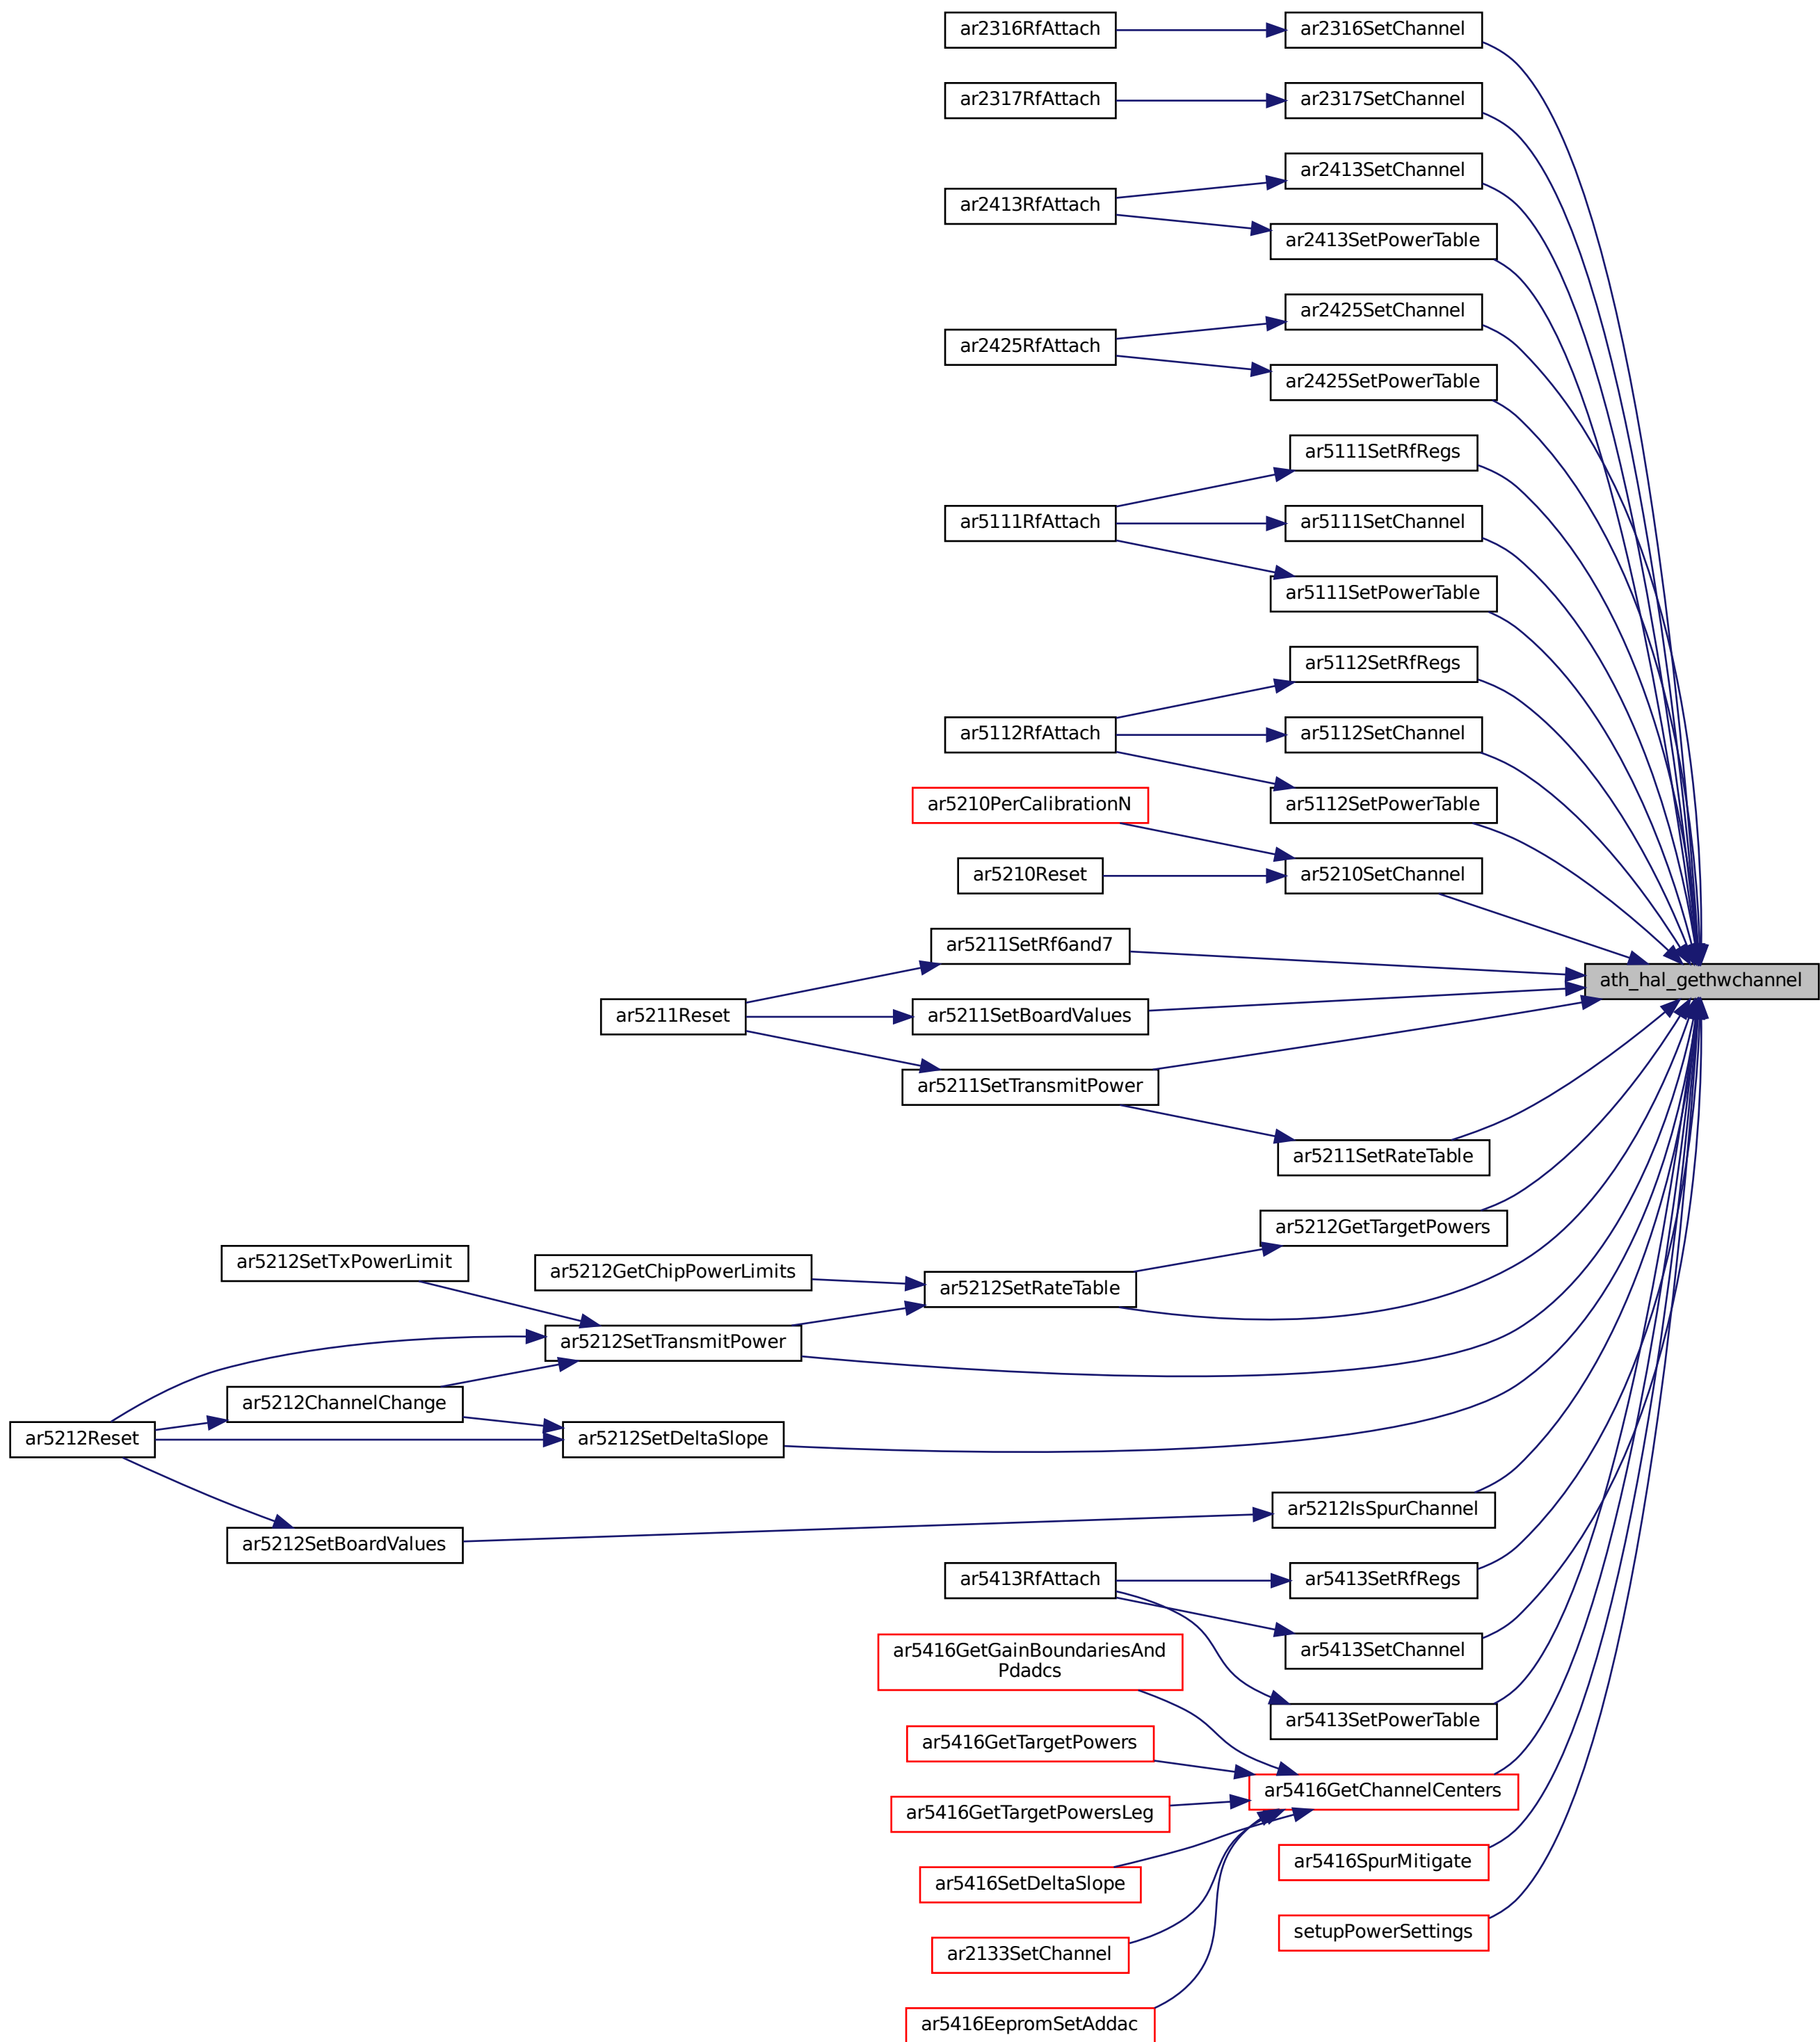 ar2316RfAttach
ar2316SetChannel
ar2317RfAttach
ar2317SetChannel
ar2413SetChannel
ar2413RfAttach
ar2413SetPowerTable
ar2425SetChannel
ar2425RfAttach
ar2425SetPowerTable
ar5111SetRfRegs
ar5111RfAttach
ar5111SetChannel
ar5111SetPowerTable
ar5112SetRfRegs
ar5112RfAttach
ar5112SetChannel
ar5210PerCalibrationN
ar5112SetPowerTable
ar5210Reset
ar5210SetChannel
ar5211SetRf6and7
ath_hal_gethwchannel
ar5211Reset
ar5211SetBoardValues
ar5211SetTransmitPower
ar5211SetRateTable
ar5212GetTargetPowers
ar5212SetTxPowerLimit
ar5212GetChipPowerLimits
ar5212SetRateTable
ar5212SetTransmitPower
ar5212ChannelChange
ar5212Reset
ar5212SetDeltaSlope
ar5212IsSpurChannel
ar5212SetBoardValues
ar5413RfAttach
ar5413SetRfRegs
ar5413SetChannel
ar5416GetGainBoundariesAnd
Pdadcs
ar5413SetPowerTable
ar5416GetTargetPowers
ar5416GetChannelCenters
ar5416GetTargetPowersLeg
ar5416SpurMitigate
ar5416SetDeltaSlope
setupPowerSettings
ar2133SetChannel
ar5416EepromSetAddac